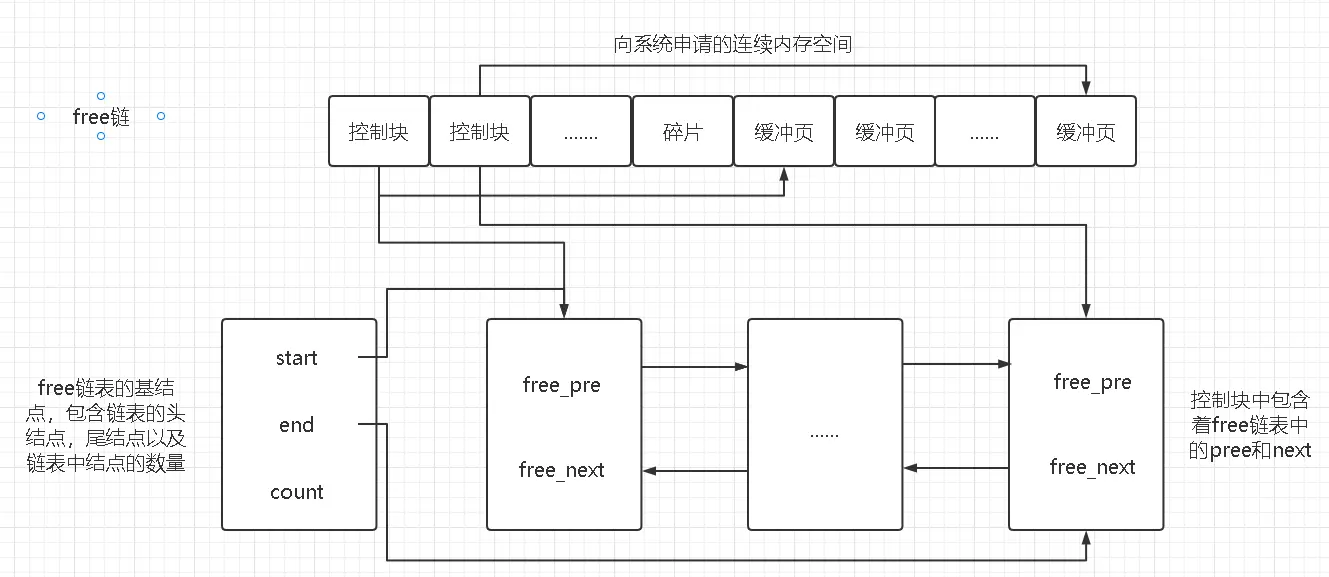 向系统申请的连续内存空间
free链
控制块
控制块
.......
碎片
缓冲页
缓冲页
......
缓冲页
free链表的基结
点，包含链表的头
结点，尾结点以及
链表中结点的数量
start
end
count
free_pre
free_next
......
free_pre
free_next
控制块中包含
着free链表中
的pree和next